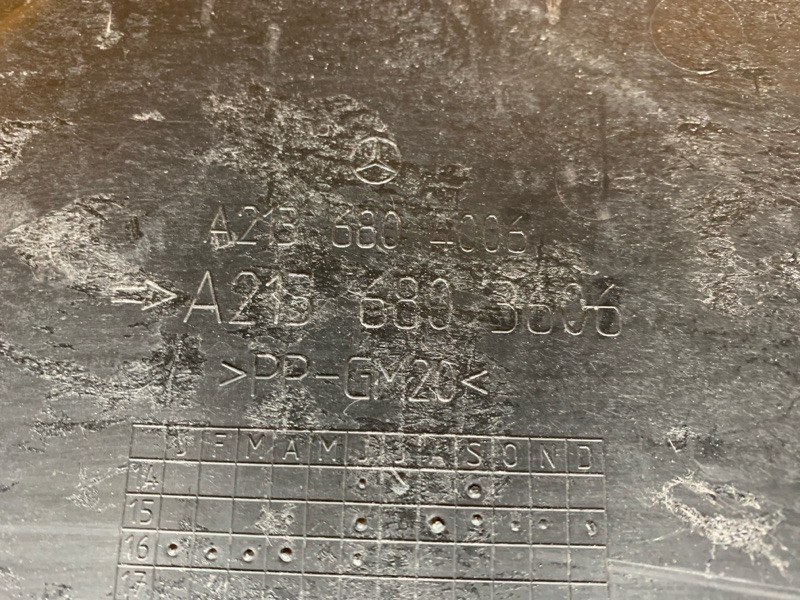 A213 680 4006
⇒A213 680 3606
>PP-GM20<
J F M A M J J A S O N D
14
15
16
17